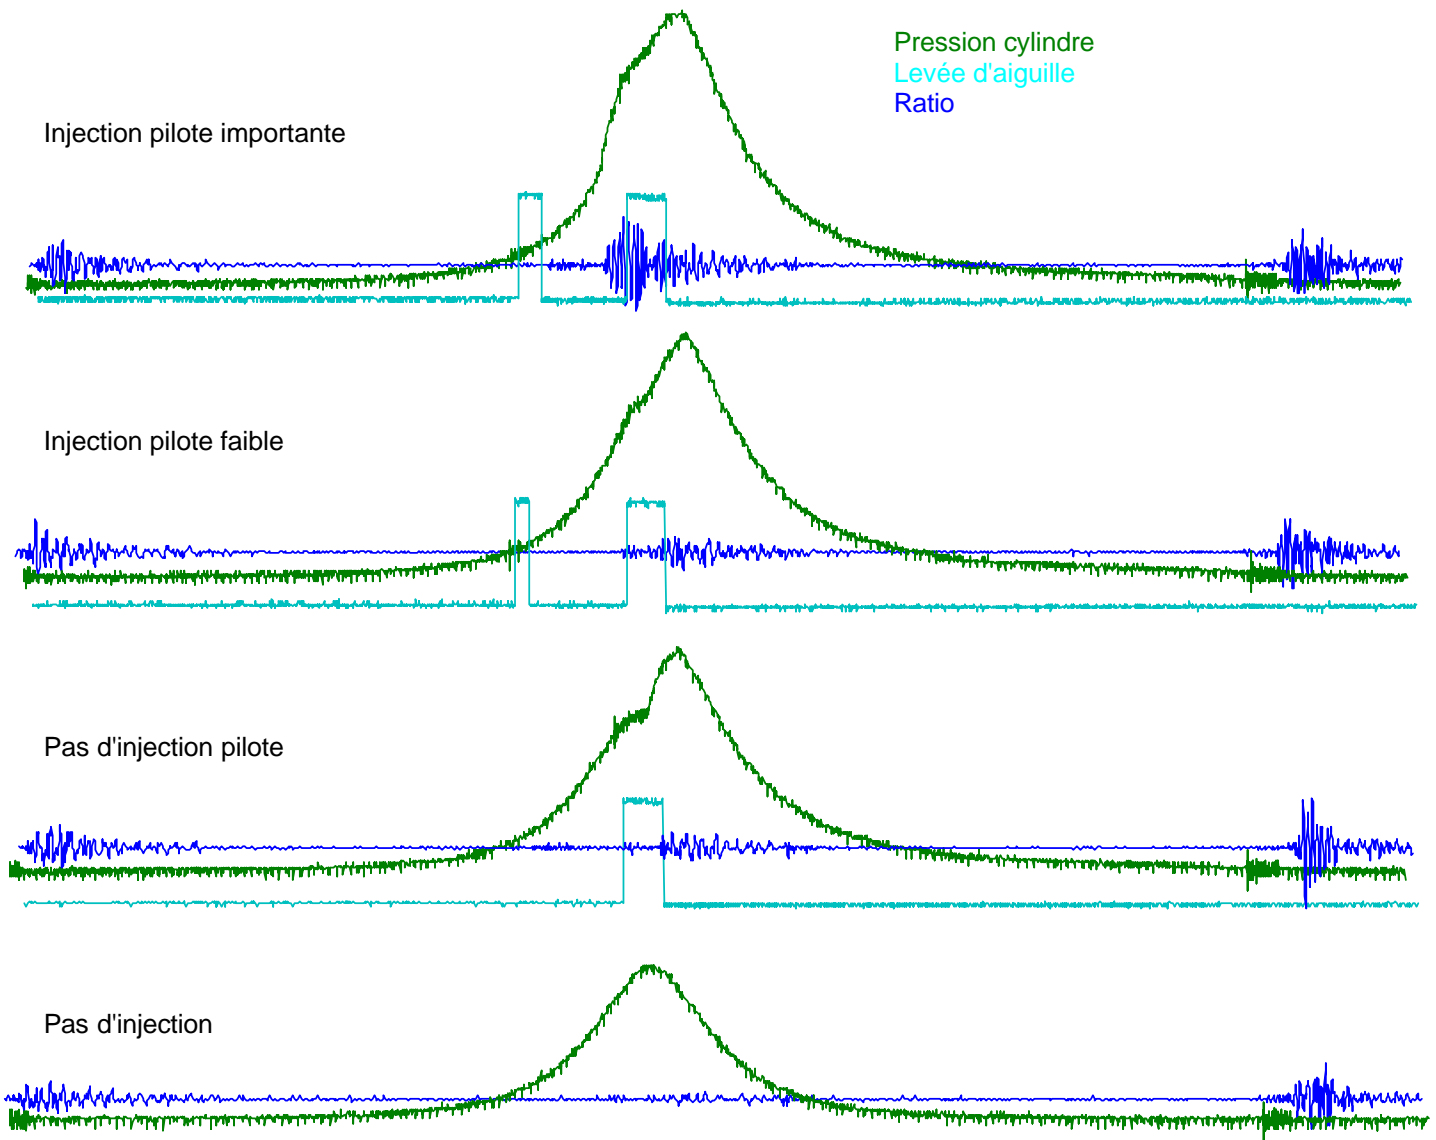 Pression cylindre
Levée d'aiguille
Ratio
Injection pilote importante
Injection pilote faible
Pas d'injection pilote
Pas d'injection